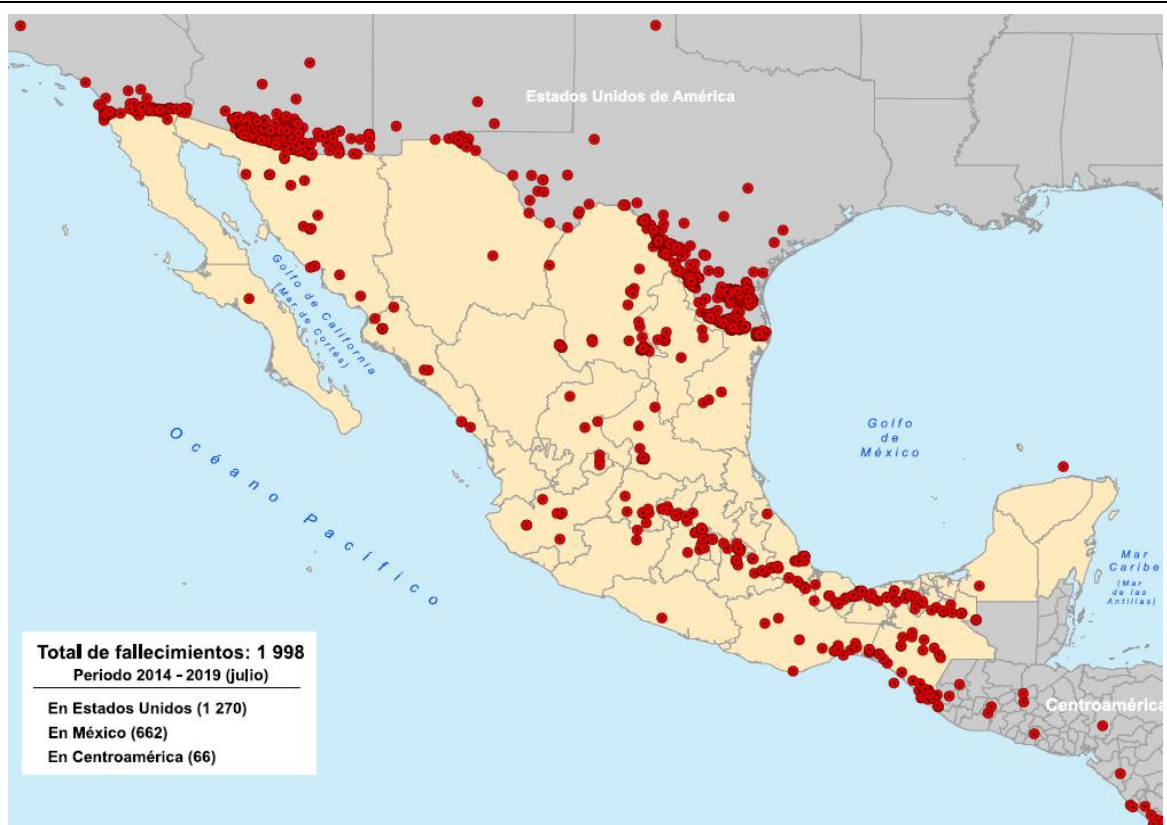 Estados Unidos de América
Golfo de California
(Mar de Cortés)
Golfo
de
México
Océano Pacífico
Mar
Caribe
(Mar
de las
Antillas)
Centroamérica
Total de fallecimientos: 1 998
Periodo 2014 - 2019 (julio)
En Estados Unidos (1 270)
En México (662)
En Centroamérica (66)